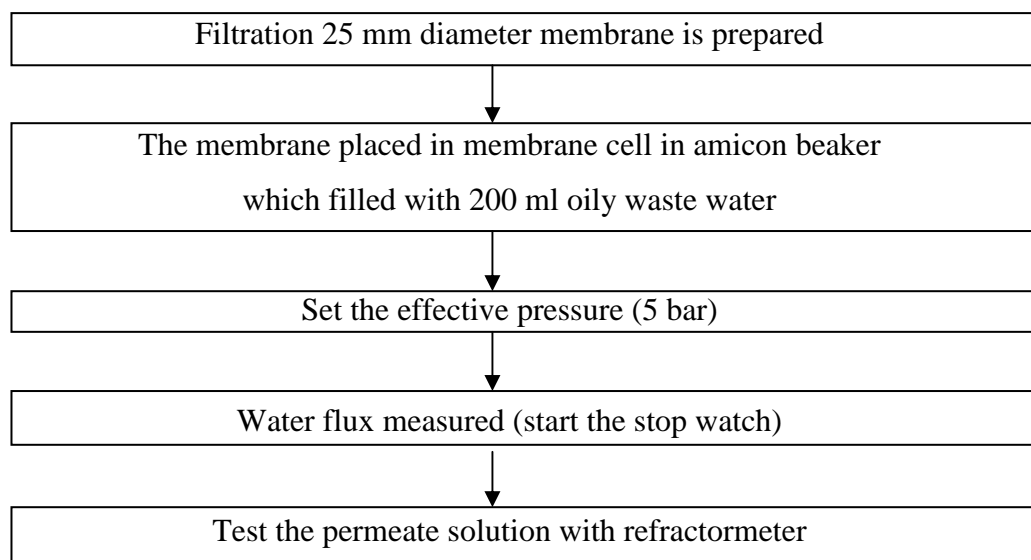 Filtration 25 mm diameter membrane is prepared
The membrane placed in membrane cell in amicon beaker
which filled with 200 ml oily waste water
Set the effective pressure (5 bar)
Water flux measured (start the stop watch)
Test the permeate solution with refractormeter